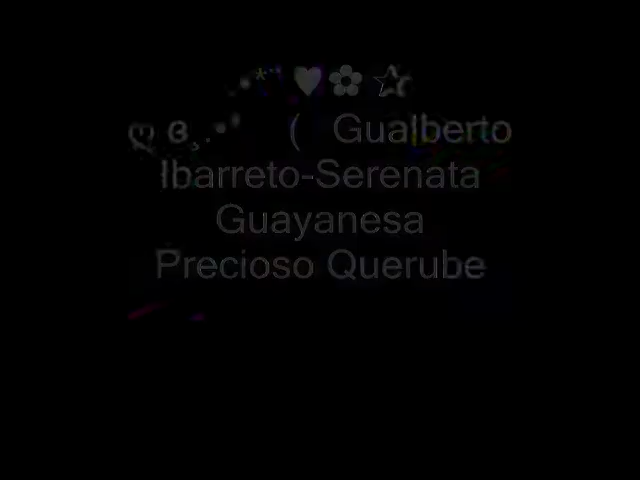 .•*¨ ♥ ✿ ☆
ღ ɞ¸.•' ( Gualberto
Ibarreto-Serenata
Guayanesa
Precioso Querube